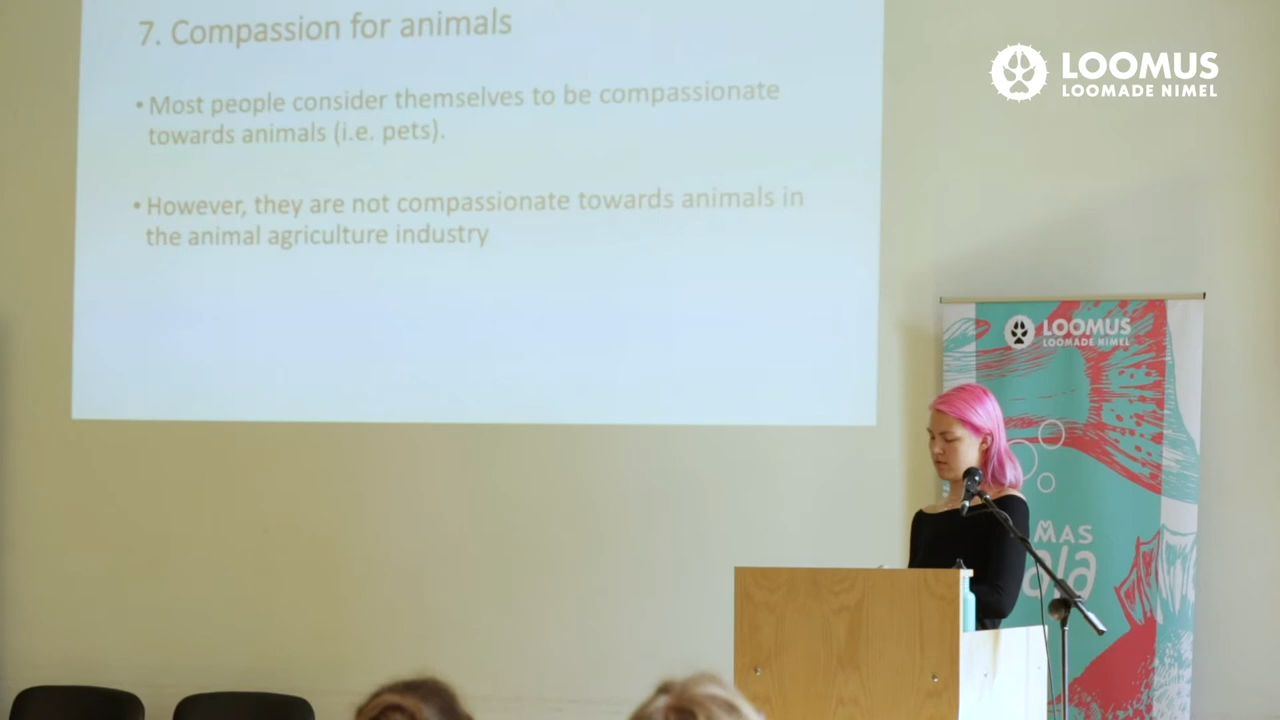 7. Compassion for animals
• Most people consider themselves to be compassionate
towards animals (i.e. pets).
• However, they are not compassionate towards animals in
the animal agriculture industry
LOOMUS
LOOMADE NIMEL
LOOMUS
LOOMADE NIMEL
MAS